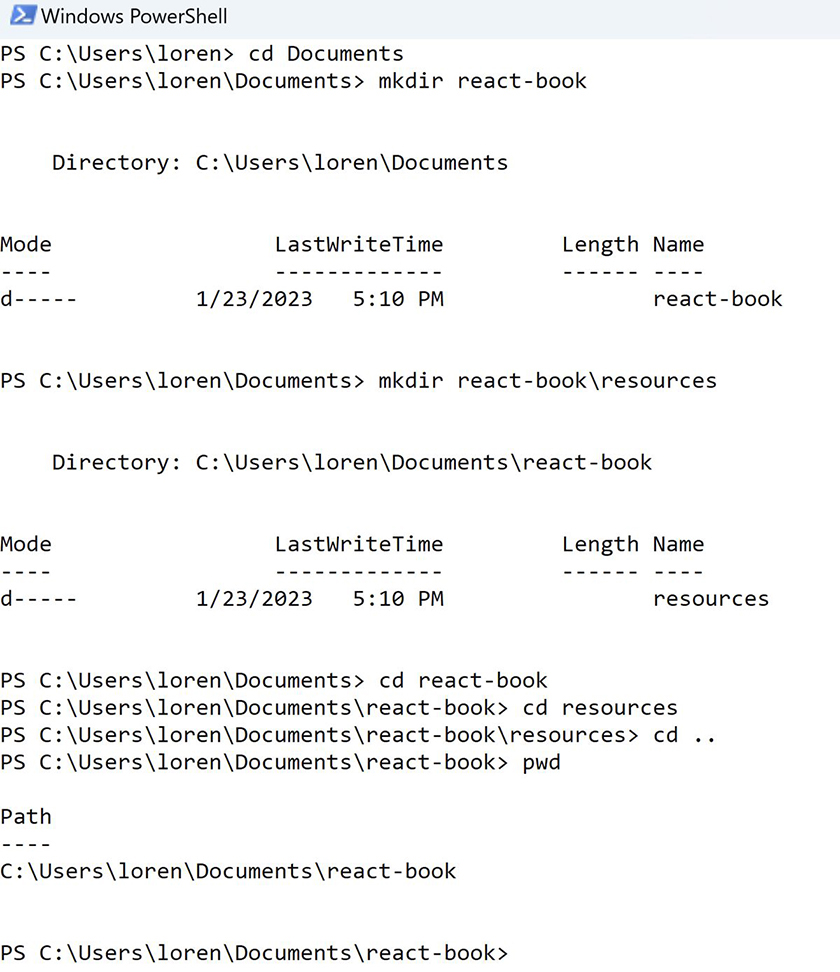 Windows PowerShell
PS C:\Users\loren> cd Documents
PS C:\Users\loren\Documents> mkdir react-book
    Directory: C:\Users\loren\Documents
Mode                 LastWriteTime         Length Name
----                 -------------         ------ ----
d-----         1/23/2023   5:10 PM                react-book
PS C:\Users\loren\Documents> mkdir react-book\resources
    Directory: C:\Users\loren\Documents\react-book
Mode                 LastWriteTime         Length Name
----                 -------------         ------ ----
d-----         1/23/2023   5:10 PM                resources
PS C:\Users\loren\Documents> cd react-book
PS C:\Users\loren\Documents\react-book> cd resources
PS C:\Users\loren\Documents\react-book\resources> cd ..
PS C:\Users\loren\Documents\react-book> pwd
Path
----
C:\Users\loren\Documents\react-book
PS C:\Users\loren\Documents\react-book>